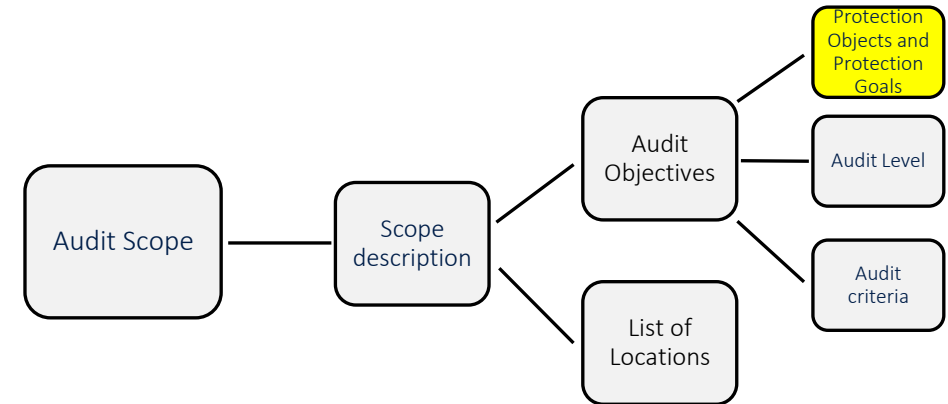 Audit Scope
Scope
description
Audit
Objectives
List of
Locations
Protection
Objects and
Protection
Goals
Audit Level
Audit
criteria